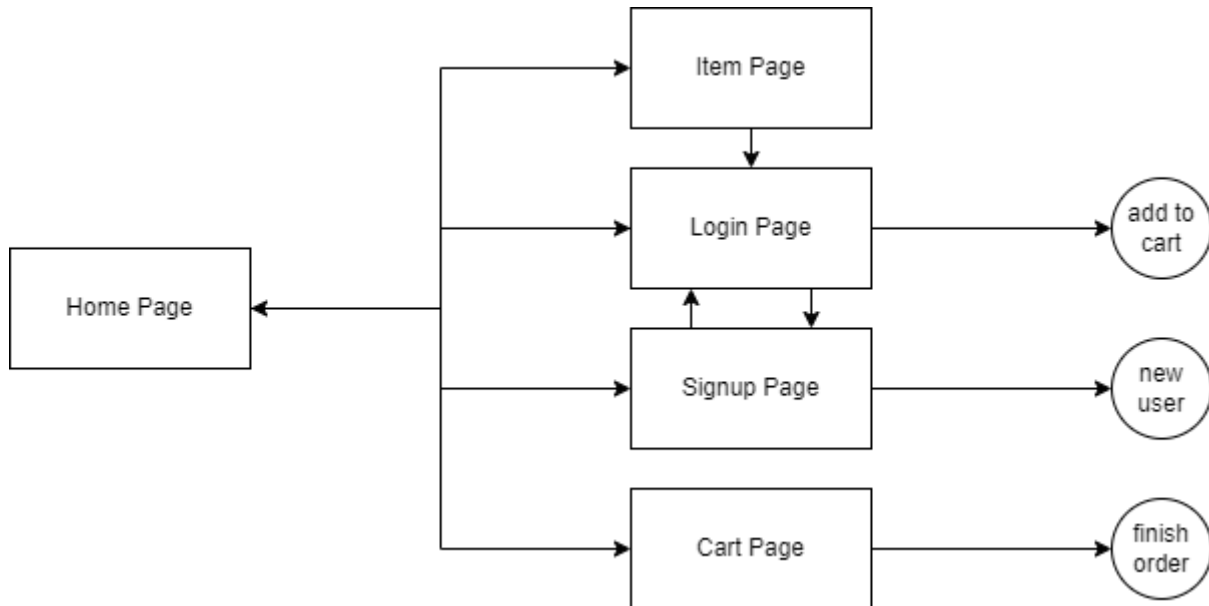 Item Page
Login Page
add to
cart
Home Page
Signup Page
new
user
Cart Page
finish
order